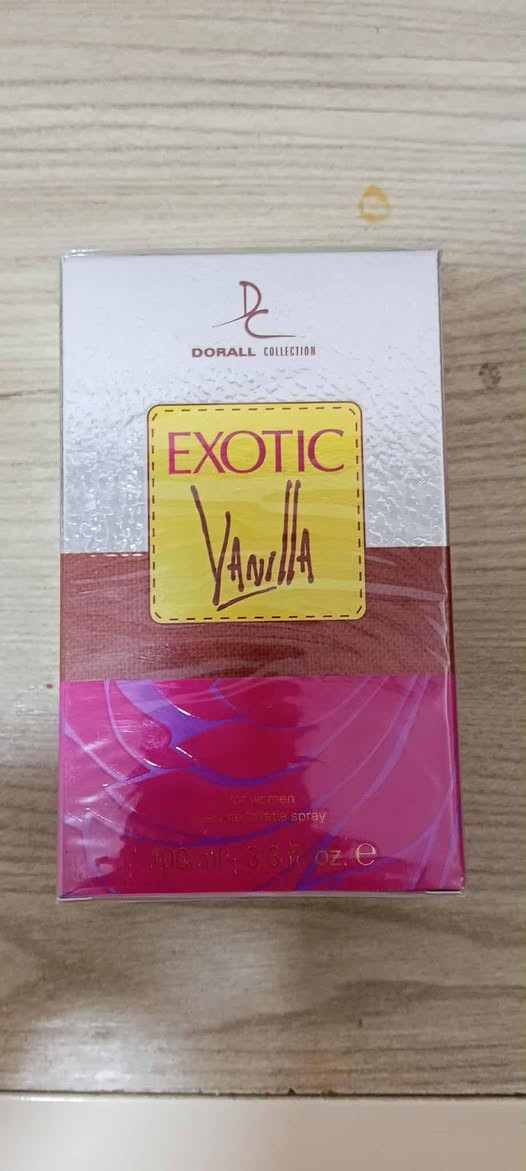 DC
DORALL COLLECTION
EXOTIC
VANillA
for women
eau de toilette spray
100 ml ~ 3.3 fl. oz. e